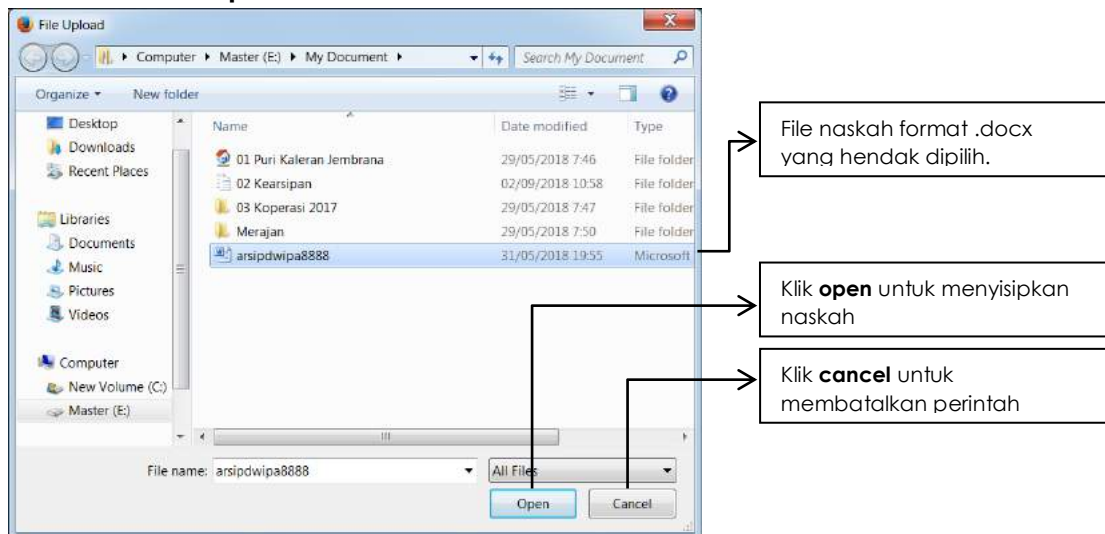 File Upload
Computer Master (E:) My Document
Search My Document
Organize New folder
Desktop
Downloads
Recent Places
Libraries
Documents
Music
Pictures
Videos
Computer
New Volume (C:)
Master (E:)
Name Date modified Type
01 Puri Kaleran Jembrana 29/05/2018 7:46 File folder
02 Kearsipan 02/09/2018 10:58 File folder
03 Koperasi 2017 29/05/2018 7:47 File folder
Merajan 29/05/2018 7:50 File folder
arsipdwipa8888 31/05/2018 19:55 Microsoft
File name: arsipdwipa8888 All Files
Open Cancel
File naskah format .docx
yang hendak dipilih.
Klik open untuk menyisipkan
naskah
Klik cancel untuk
membatalkan perintah